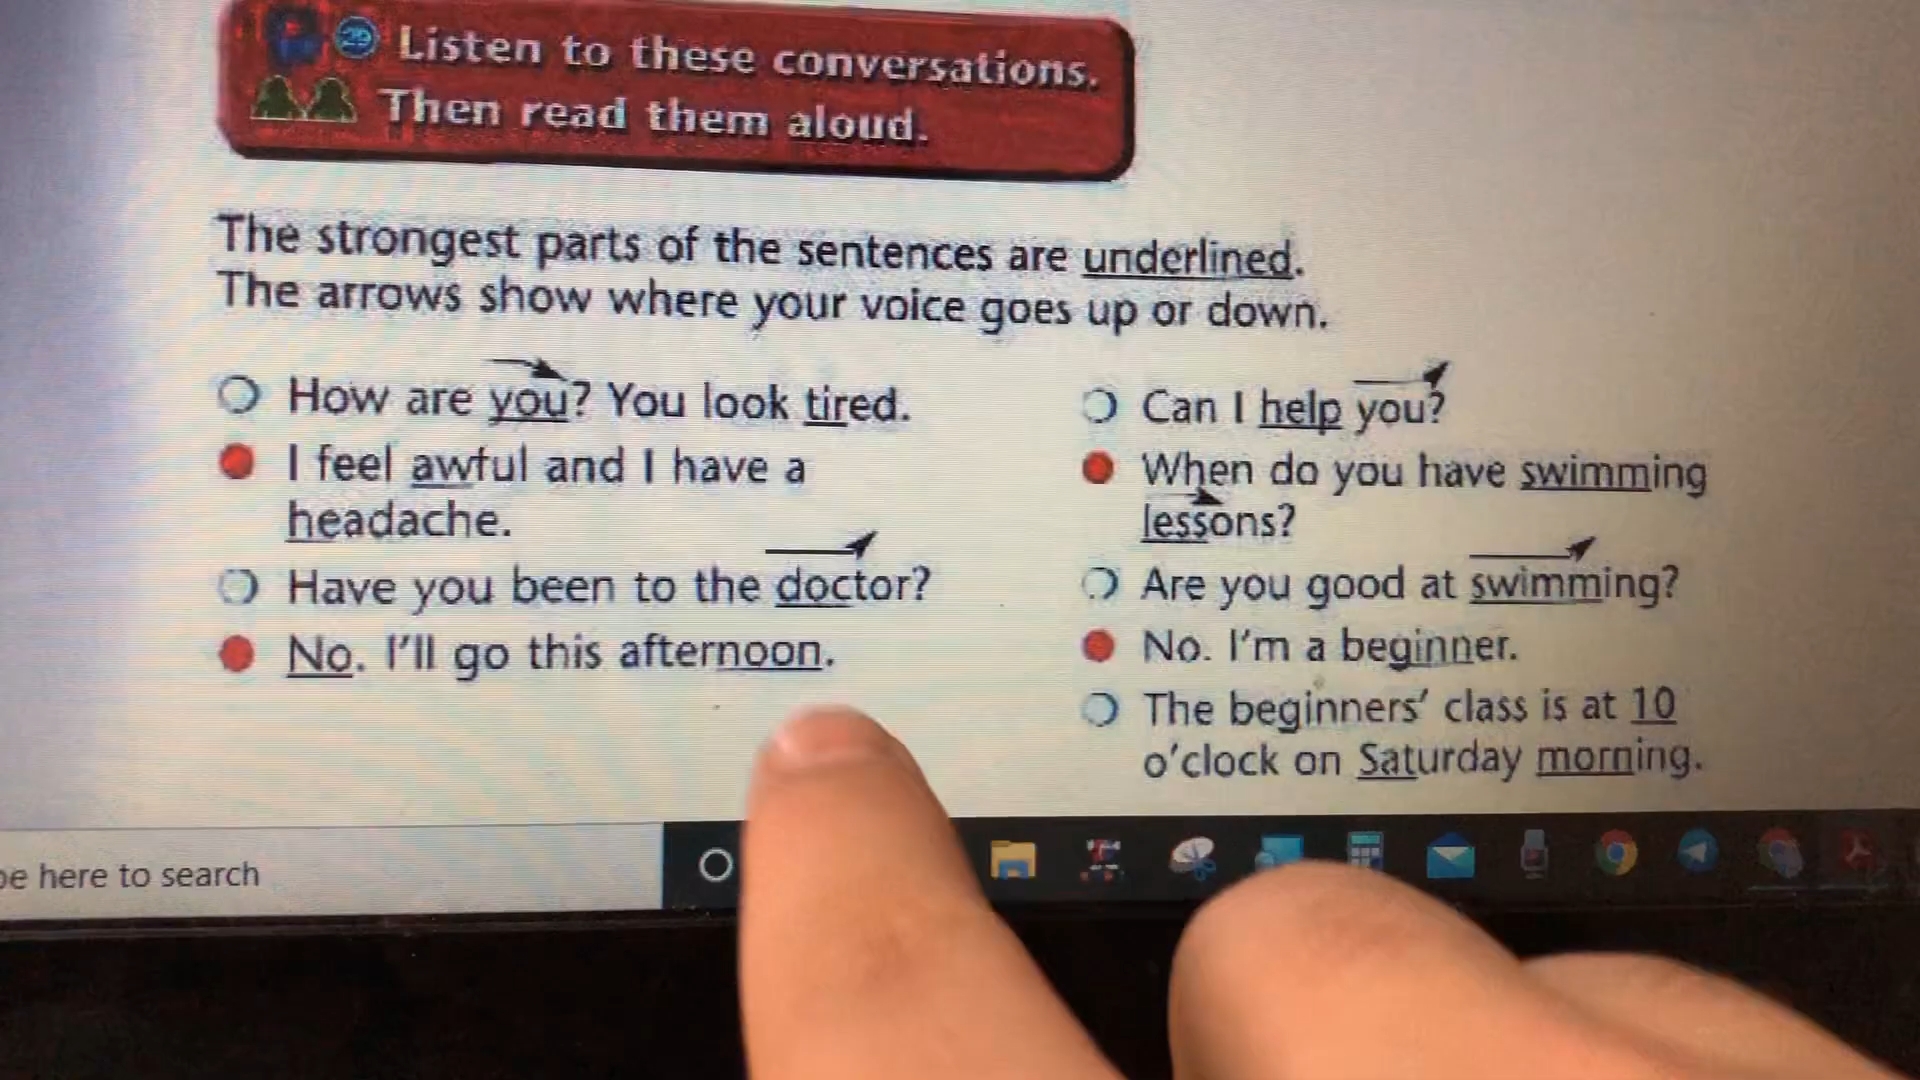 29 Listen to these conversations.
Then read them aloud.
The strongest parts of the sentences are underlined.
The arrows show where your voice goes up or down.
How are you? You look tired.
I feel awful and I have a
headache.
Have you been to the doctor?
No. I'll go this afternoon.
Can I help you?
When do you have swimming
lessons?
Are you good at swimming?
No. I'm a beginner.
The beginners' class is at 10
o'clock on Saturday morning.
pe here to search